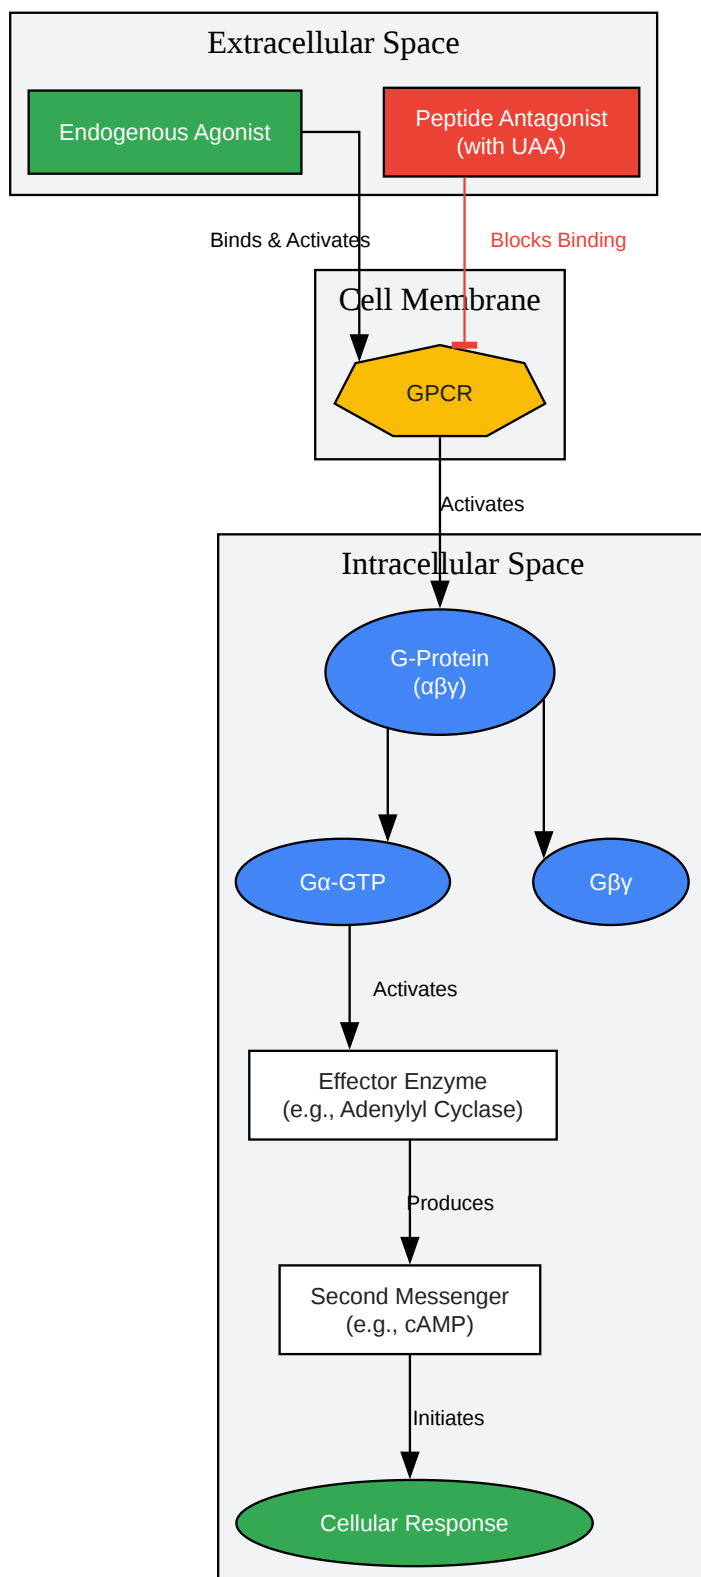 Extracellular Space
Endogenous Agonist
Peptide Antagonist
(with UAA)
Binds & Activates
Blocks Binding
Cell Membrane
GPCR
Activates
Intracellular Space
G-Protein
(αβγ)
Gα-GTP
Gβγ
Activates
Effector Enzyme
(e.g., Adenylyl Cyclase)
Produces
Second Messenger
(e.g., cAMP)
Initiates
Cellular Response